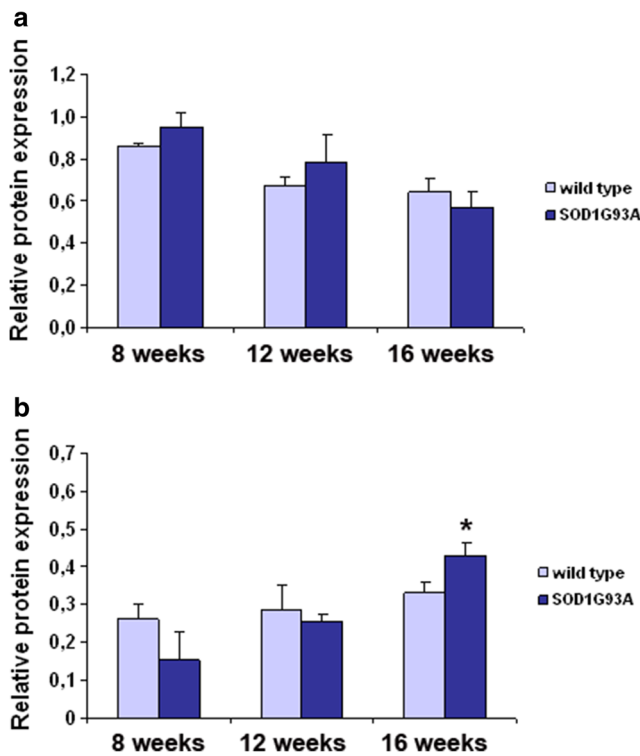 a
Relative protein expression
1,2
1,0
0,8
0,6
0,4
0,2
0,0
8 weeks 12 weeks 16 weeks
wild type
SOD1G93A
b
Relative protein expression
0,7
0,6
0,5
0,4
0,3
0,2
0,1
0
*
8 weeks 12 weeks 16 weeks
wild type
SOD1G93A